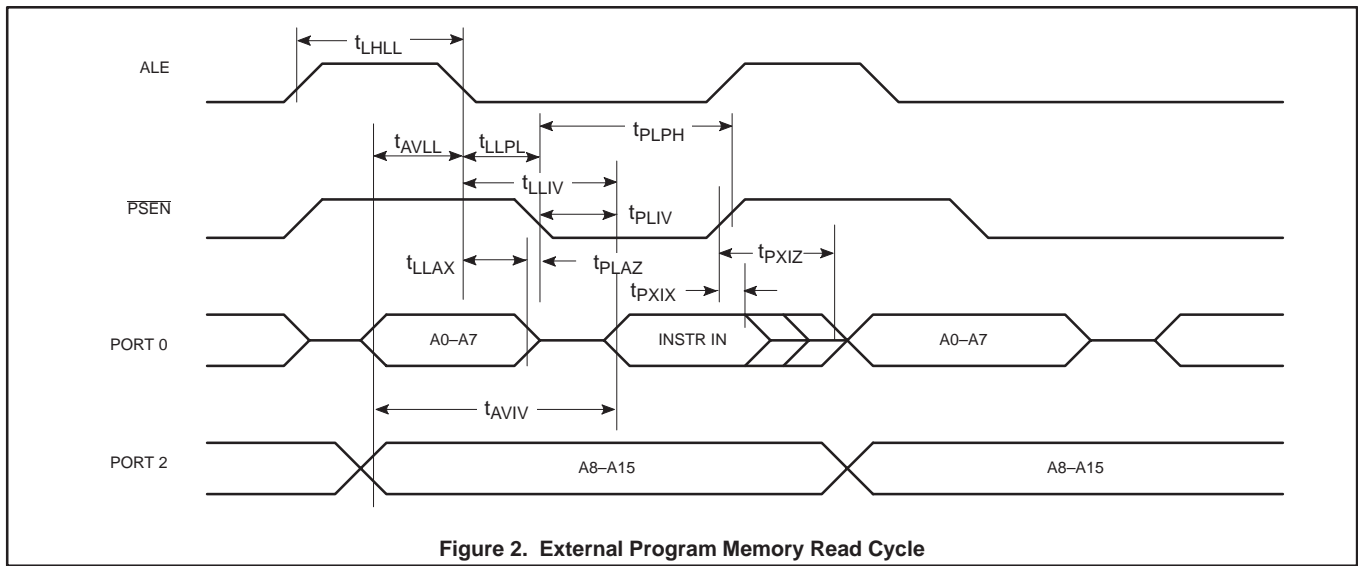 tLHLL
ALE
tPLPH
tAVLL tLLPL
tLLIV
PSEN
tPLIV
tPXIZ
tLLAX tPLAZ
tPXIX
PORT 0 A0–A7 INSTR IN A0–A7
tAVIV
PORT 2 A8–A15 A8–A15
Figure 2. External Program Memory Read Cycle